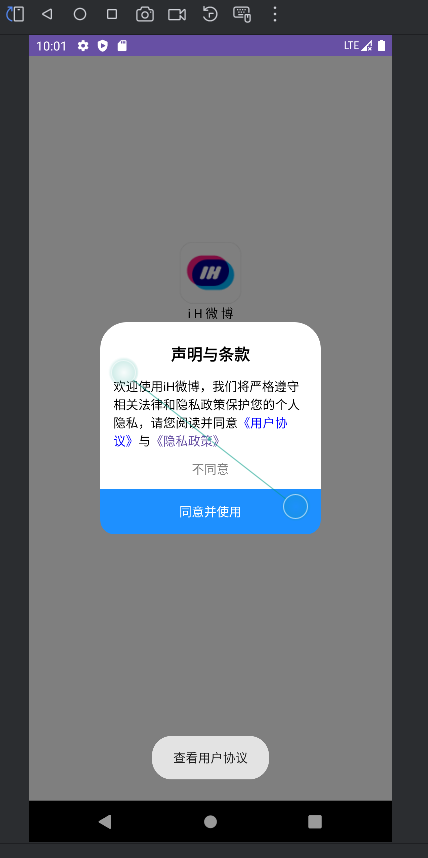 10:01
LTE
IH
iH微博
声明与条款
欢迎使用iH微博，我们将严格遵守
相关法律和隐私政策保护您的个人
隐私，请您阅读并同意《用户协
议》与《隐私政策》
不同意
同意并使用
查看用户协议